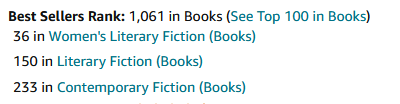 Best Sellers Rank: 1,061 in Books (See Top 100 in Books)
36 in Women's Literary Fiction (Books)
150 in Literary Fiction (Books)
233 in Contemporary Fiction (Books)